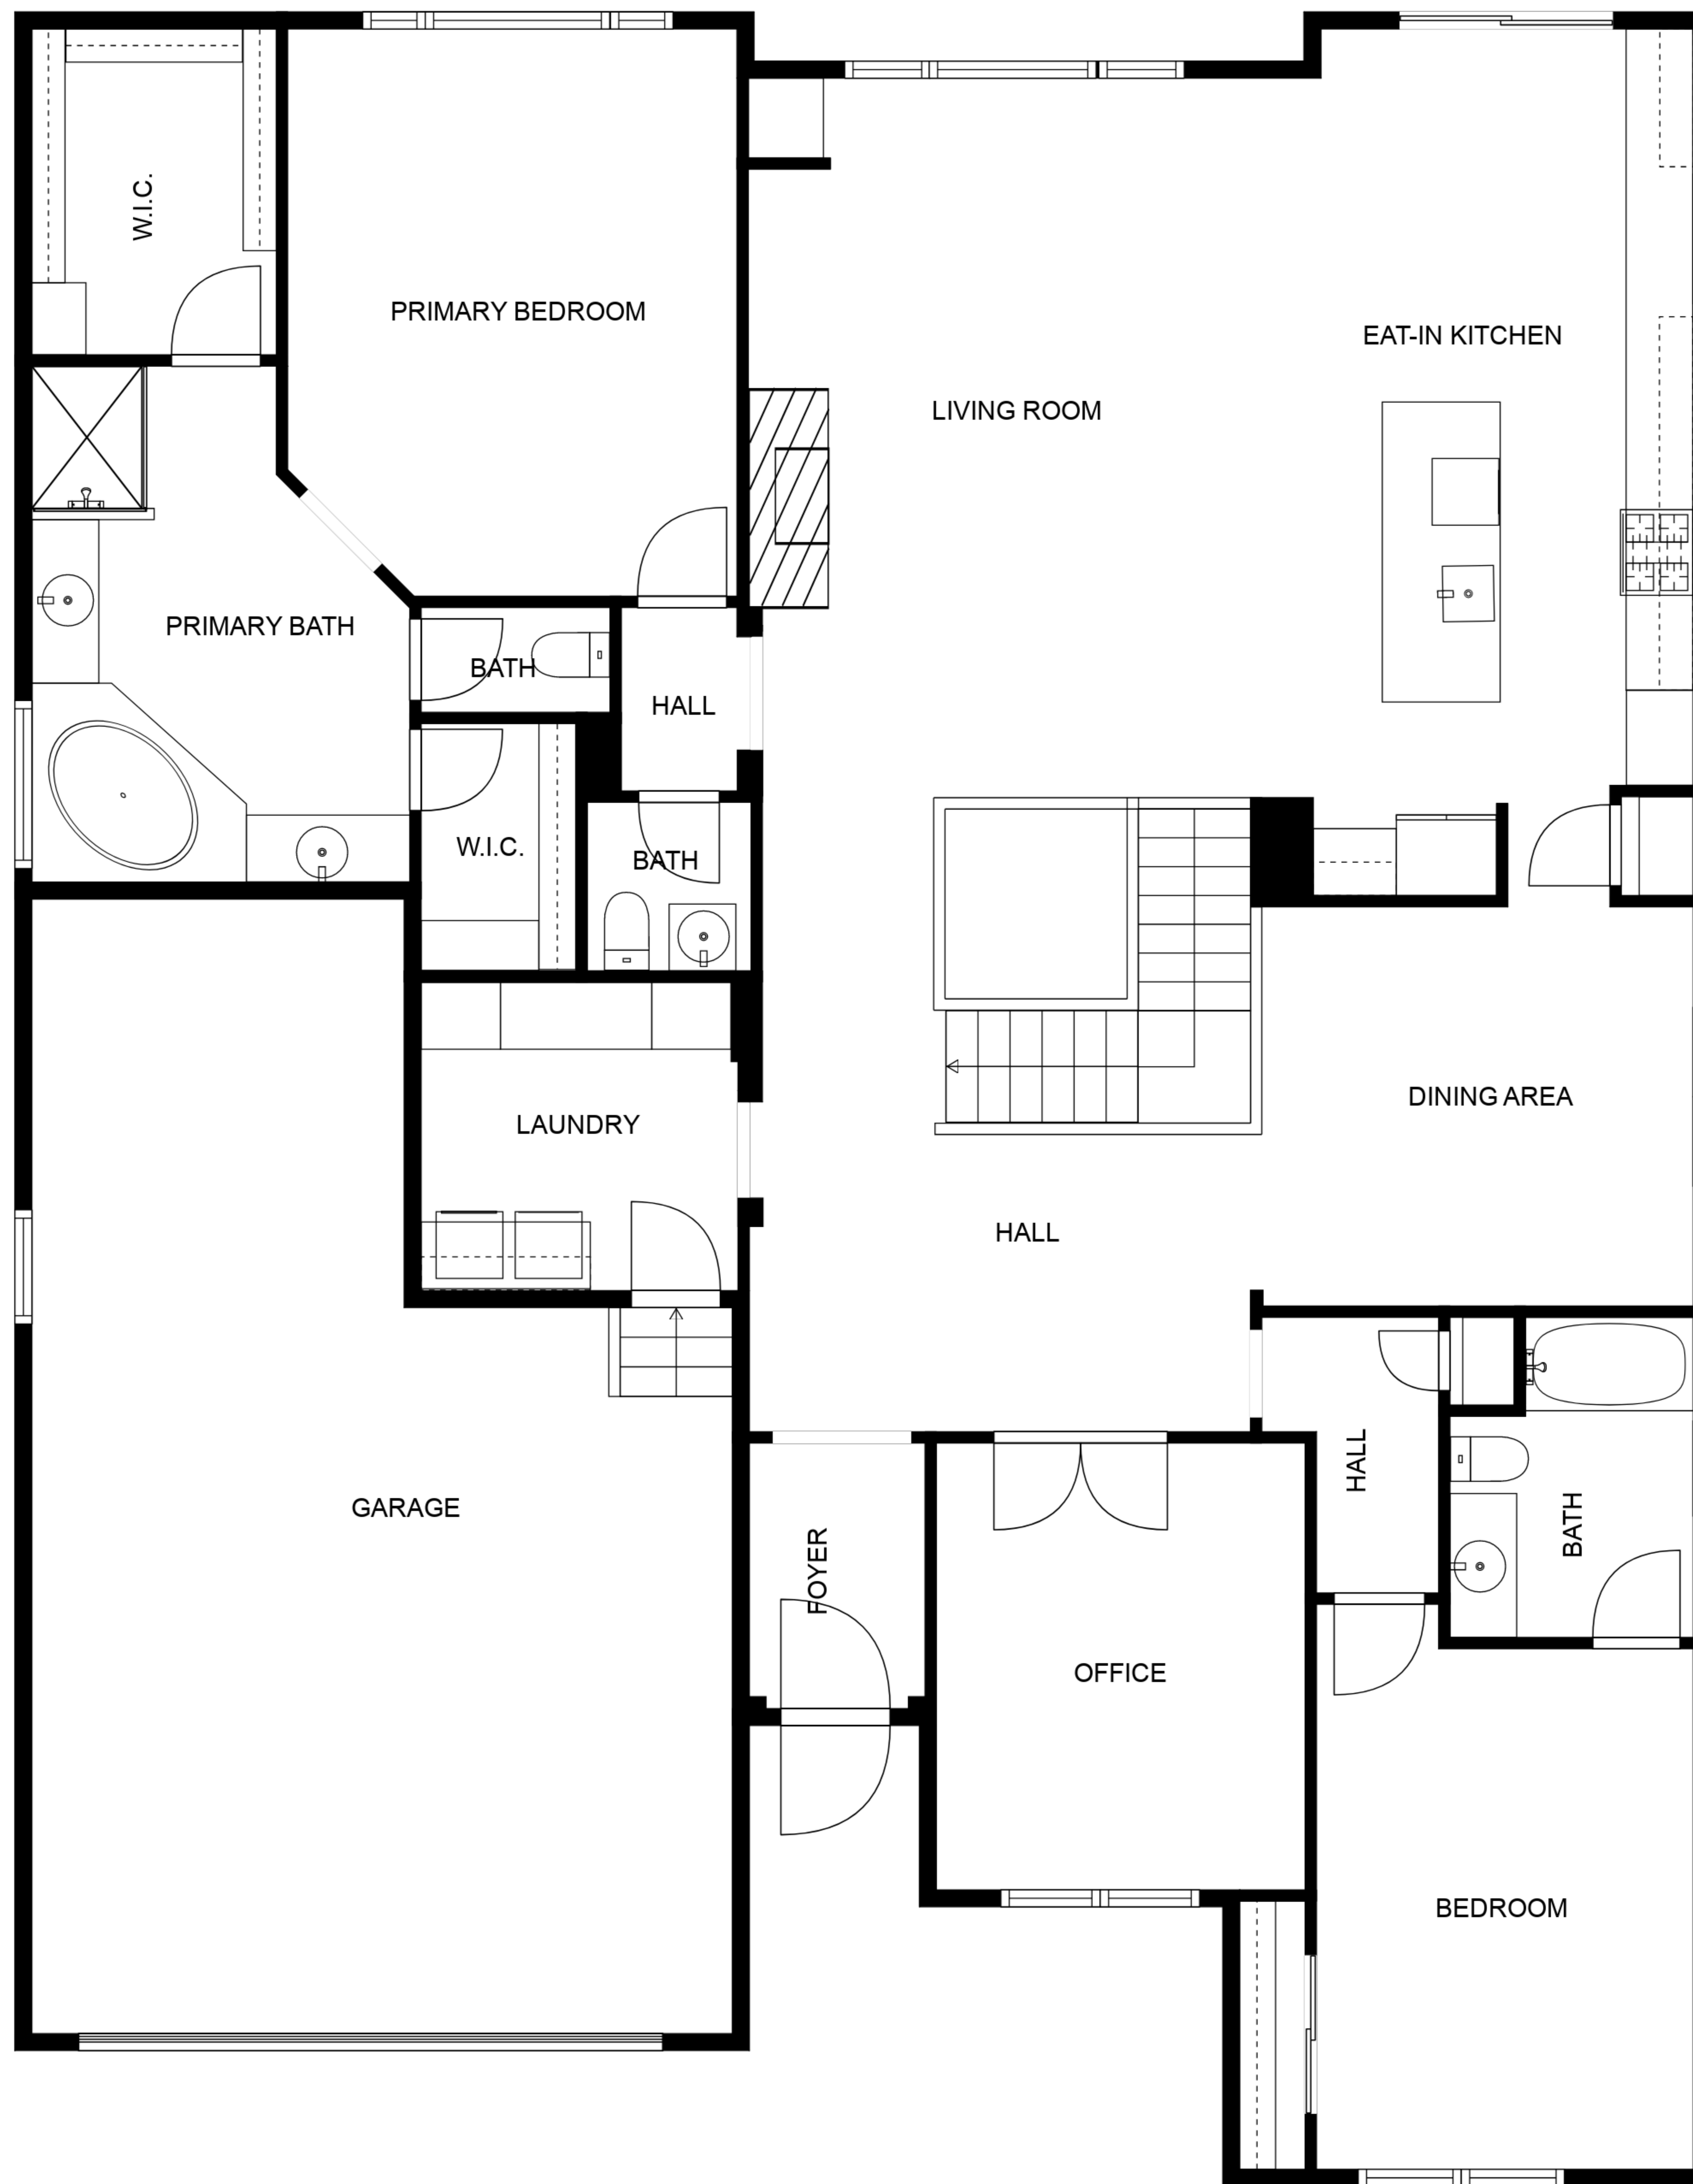 W.I.C.
PRIMARY BEDROOM
EAT-IN KITCHEN
LIVING ROOM
PRIMARY BATH
BATH
HALL
W.I.C.
BATH
DINING AREA
LAUNDRY
HALL
HALL
GARAGE
FOYER
BATH
OFFICE
BEDROOM